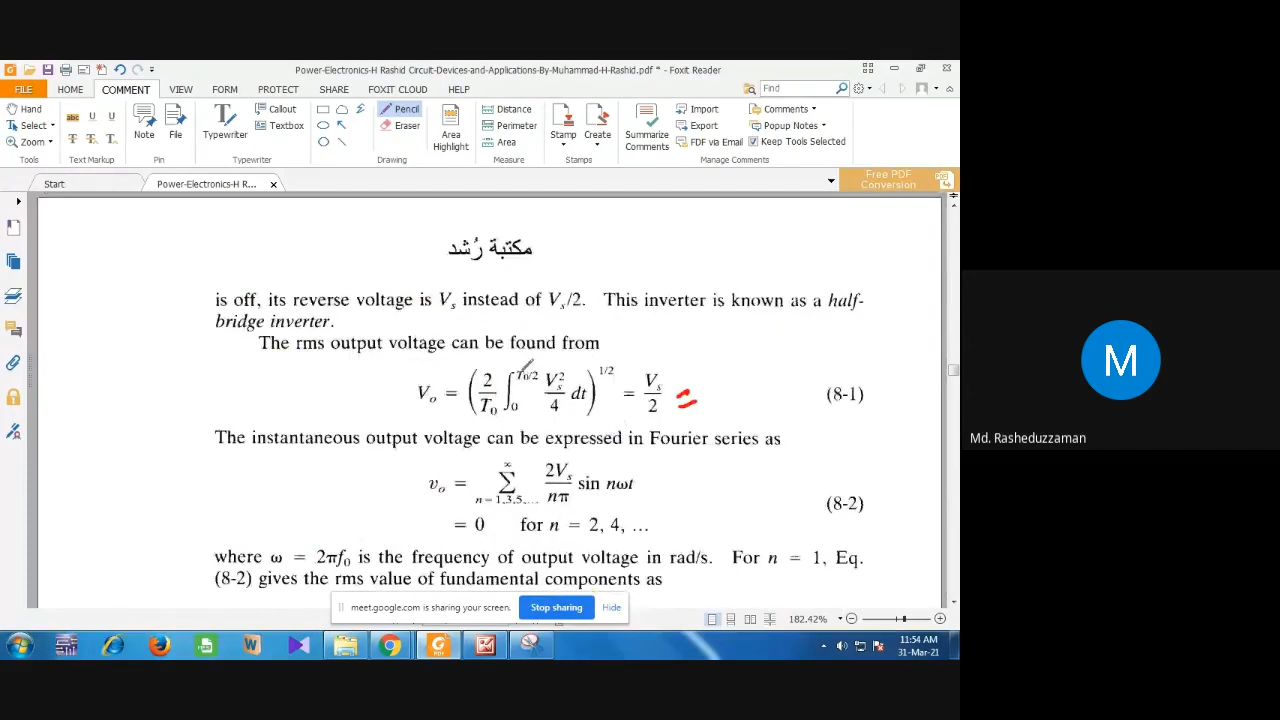 Power-Electronics-H Rashid Circuit-Devices-and-Applications-By-Muhammad-H-Rashid.pdf * - Foxit Reader
FILE HOME COMMENT VIEW FORM PROTECT SHARE FOXIT CLOUD HELP Find
Hand
Select
Zoom
Tools
Text Markup
Note
File
Pin
Typewriter
Callout
Textbox
Typewriter
Pencil
Eraser
Drawing
Area Highlight
Distance
Perimeter
Area
Measure
Stamp
Create
Stamps
Summarize Comments
Import
Export
FDF via Email
Comments
Popup Notes
Keep Tools Selected
Manage Comments
Start
Power-Electronics-H R...
Free PDF Conversion
مكتبة رُشد
is off, its reverse voltage is V_s instead of V_s/2. This inverter is known as a half-
bridge inverter.
The rms output voltage can be found from
V_o = (2/T_0 ∫_0^{T_0/2} V_s^2/4 dt)^{1/2} = V_s/2 (8-1)
The instantaneous output voltage can be expressed in Fourier series as
v_o = ∑_{n=1,3,5,...}^∞ 2V_s/nπ sin nωt
(8-2)
= 0 for n = 2, 4, ...
where ω = 2πf_0 is the frequency of output voltage in rad/s. For n = 1, Eq.
(8-2) gives the rms value of fundamental components as
meet.google.com is sharing your screen. Stop sharing Hide
182.42%
11:54 AM
31-Mar-21
M
Md. Rasheduzzaman